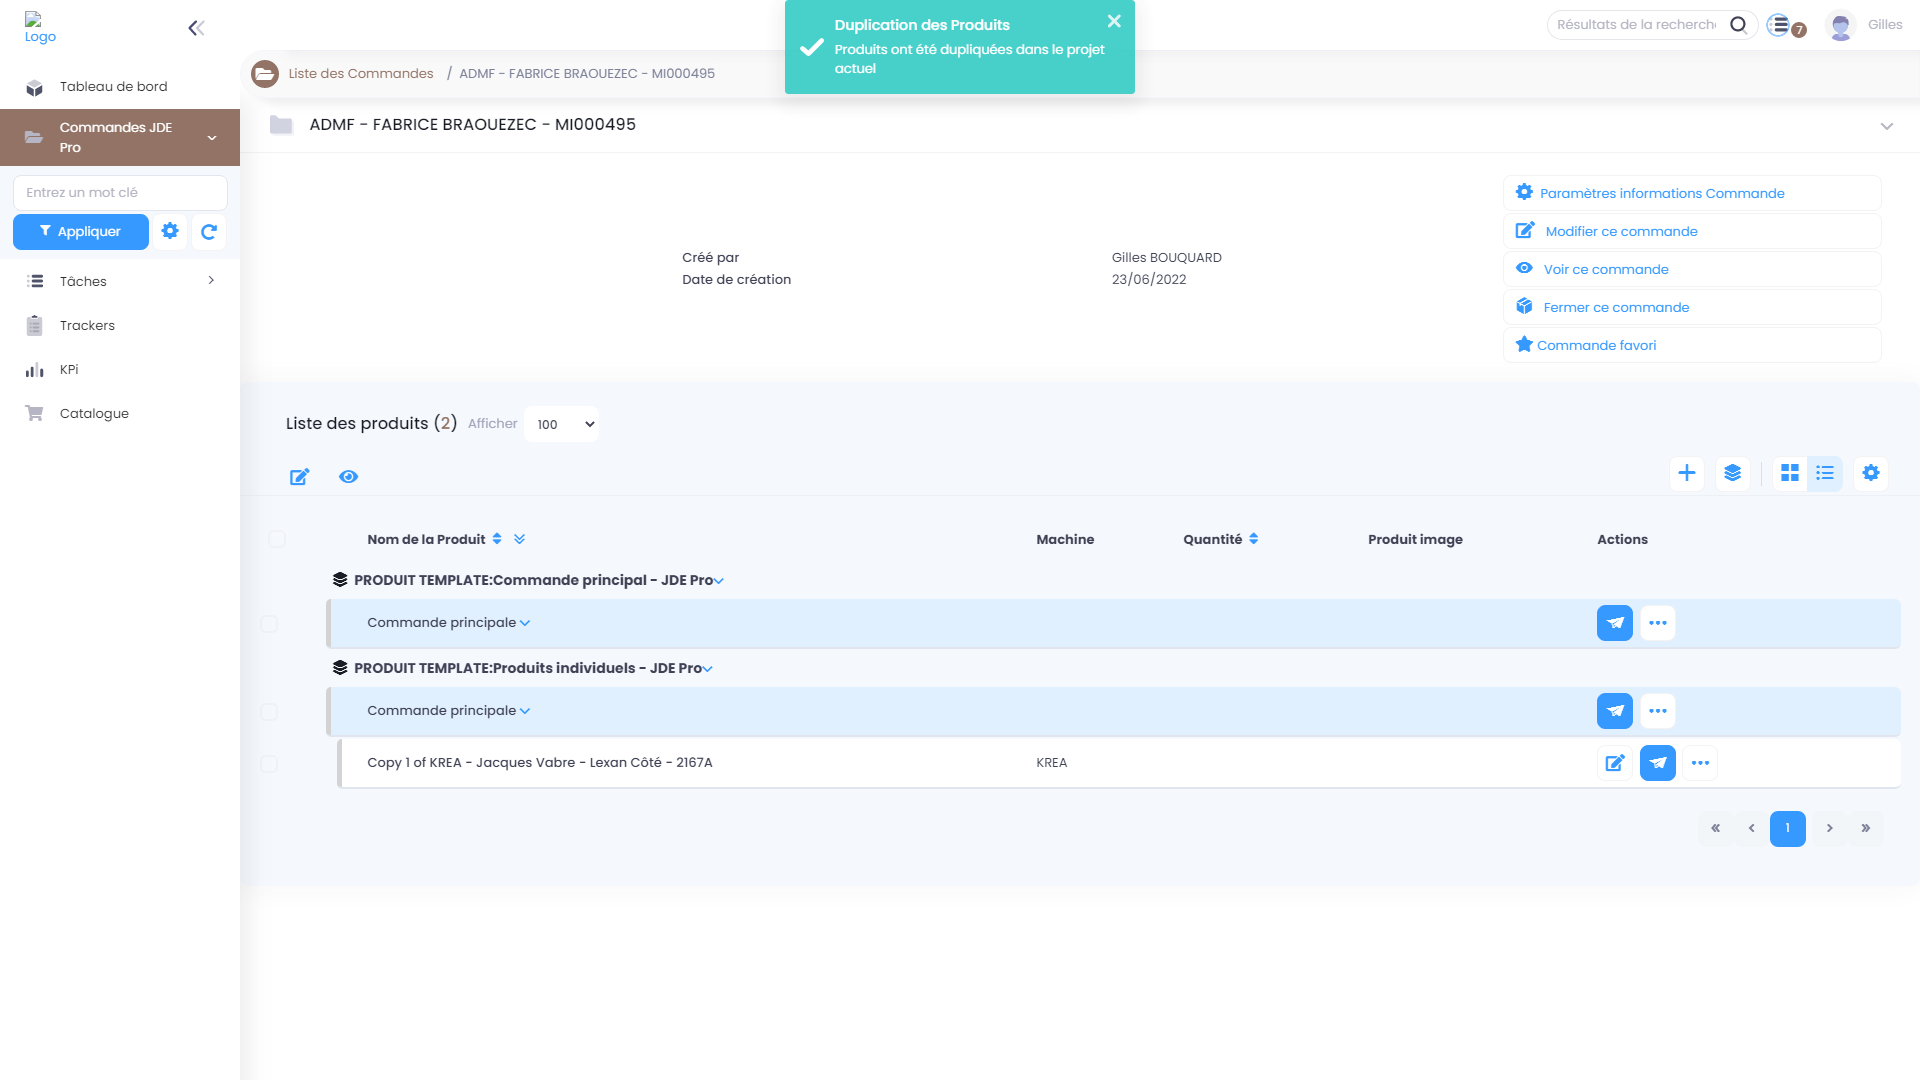 Logo
Tableau de bord
Commandes JDE
Pro
Entrez un mot clé
Appliquer
Tâches
Trackers
KPi
Catalogue
Duplication des Produits
Produits ont été dupliquées dans le projet
actuel
Résultats de la recherch
7
Gilles
Liste des Commandes / ADMF - FABRICE BRAOUEZEC - MI000495
ADMF - FABRICE BRAOUEZEC - MI000495
Créé par Gilles BOUQUARD
Date de création 23/06/2022
Paramètres informations Commande
Modifier ce commande
Voir ce commande
Fermer ce commande
Commande favori
Liste des produits (2) Afficher 100
Nom de la Produit Machine Quantité Produit image Actions
PRODUIT TEMPLATE:Commande principal - JDE Pro
Commande principale
PRODUIT TEMPLATE:Produits individuels - JDE Pro
Commande principale
Copy 1 of KREA - Jacques Vabre - Lexan Côté - 2167A KREA
« ‹ 1 › »